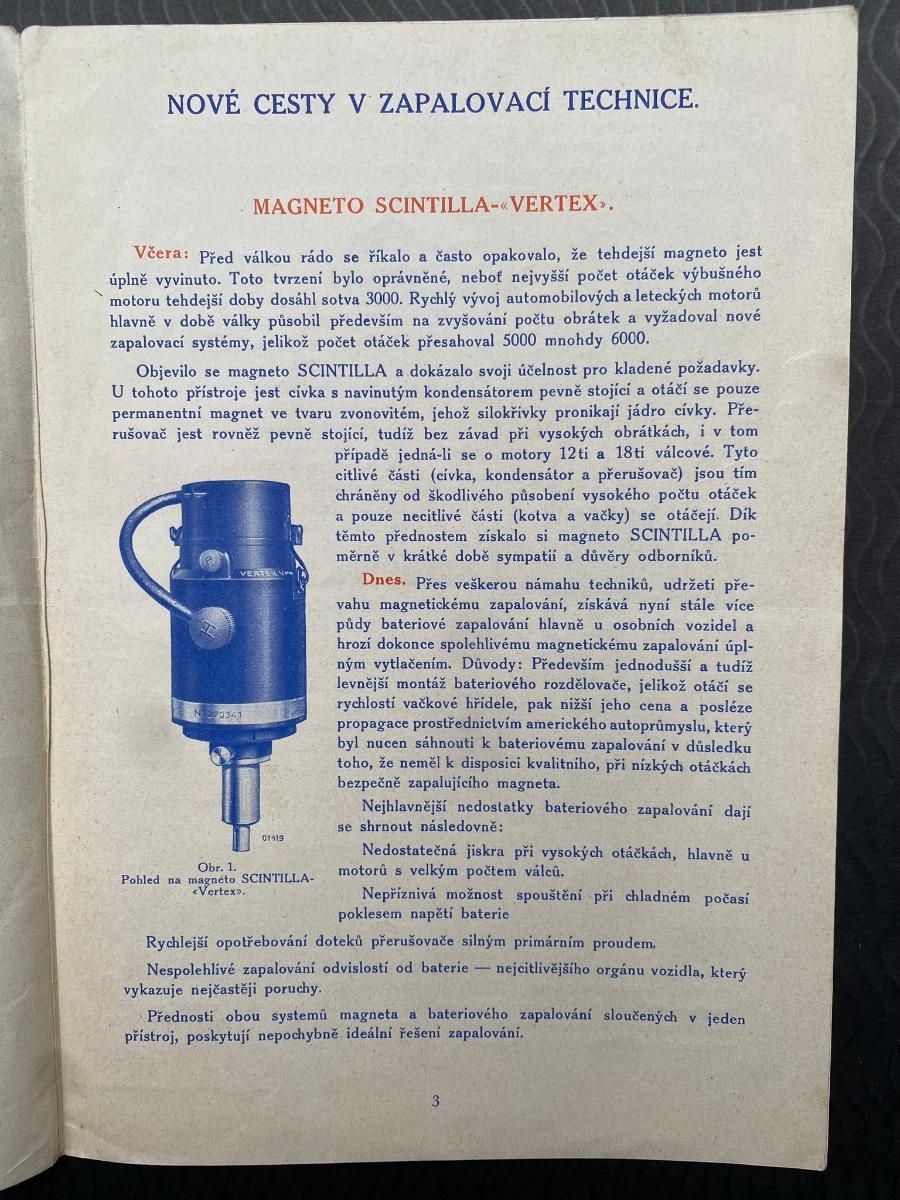 NOVÉ CESTY V ZAPALOVACÍ TECHNICE.
MAGNETO SCINTILLA-«VERTEX».
Včera: Před válkou rádo se říkalo a často opakovalo, že tehdejší magneto jest
úplně vyvinuto. Toto tvrzení bylo oprávněné, neboť nejvyšší počet otáček výbušného
motoru tehdejší doby dosáhl sotva 3000. Rychlý vývoj automobilových a leteckých motorů
hlavně v době války působil především na zvyšování počtu obrátek a vyžadoval nové
zapalovací systémy, jelikož počet otáček přesahoval 5000 mnohdy 6000.
Objevilo se magneto SCINTILLA a dokázalo svoji účelnost pro kladené požadavky.
U tohoto přístroje jest cívka s navinutým kondensátorem pevně stojící a otáčí se pouze
permanentní magnet ve tvaru zvonovitém, jehož silokřivky pronikají jádro cívky. Pře-
rušovač jest rovněž pevně stojící, tudíž bez závad při vysokých obrátkách, i v tom
případě jedná-li se o motory 12ti a 18ti válcové. Tyto
citlivé části (cívka, kondensátor a přerušovač) jsou tím
chráněny od škodlivého působení vysokého počtu otáček
a pouze necitlivé části (kotva a vačky) se otáčejí. Dík
těmto přednostem získalo si magneto SCINTILLA po-
měrně v krátké době sympatií a důvěry odborníků.
Dnes. Přes veškerou námahu techniků, udržeti pře-
vahu magnetickému zapalování, získává nyní stále více
půdy bateriové zapalování hlavně u osobních vozidel a
hrozí dokonce spolehlivému magnetickému zapalování úpl-
ným vytlačením. Důvody: Především jednodušší a tudíž
levnější montáž bateriového rozdělovače, jelikož otáčí se
rychlostí vačkové hřídele, pak nižší jeho cena a posléze
propagace prostřednictvím amerického autoprůmyslu, který
byl nucen sáhnouti k bateriovému zapalování v důsledku
toho, že neměl k disposici kvalitního, při nízkých otáčkách
bezpečně zapalujícího magneta.
Nejhlavnější nedostatky bateriového zapalování dají
se shrnout následovně:
Nedostatečná jiskra při vysokých otáčkách, hlavně u
motorů s velkým počtem válců.
Nepříznivá možnost spouštění při chladném počasí
poklesem napětí baterie
P
VERTEX
H
N 270341
01419
Obr. 1.
Pohled na magneto SCINTILLA-
«Vertex».
Rychlejší opotřebování doteků přerušovače silným primárním proudem.
Nespolehlivé zapalování odvislostí od baterie — nejcitlivějšího orgánu vozidla, který
vykazuje nejčastěji poruchy.
Přednosti obou systémů magneta a bateriového zapalování sloučených v jeden
přístroj, poskytují nepochybně ideální řešení zapalování.
3